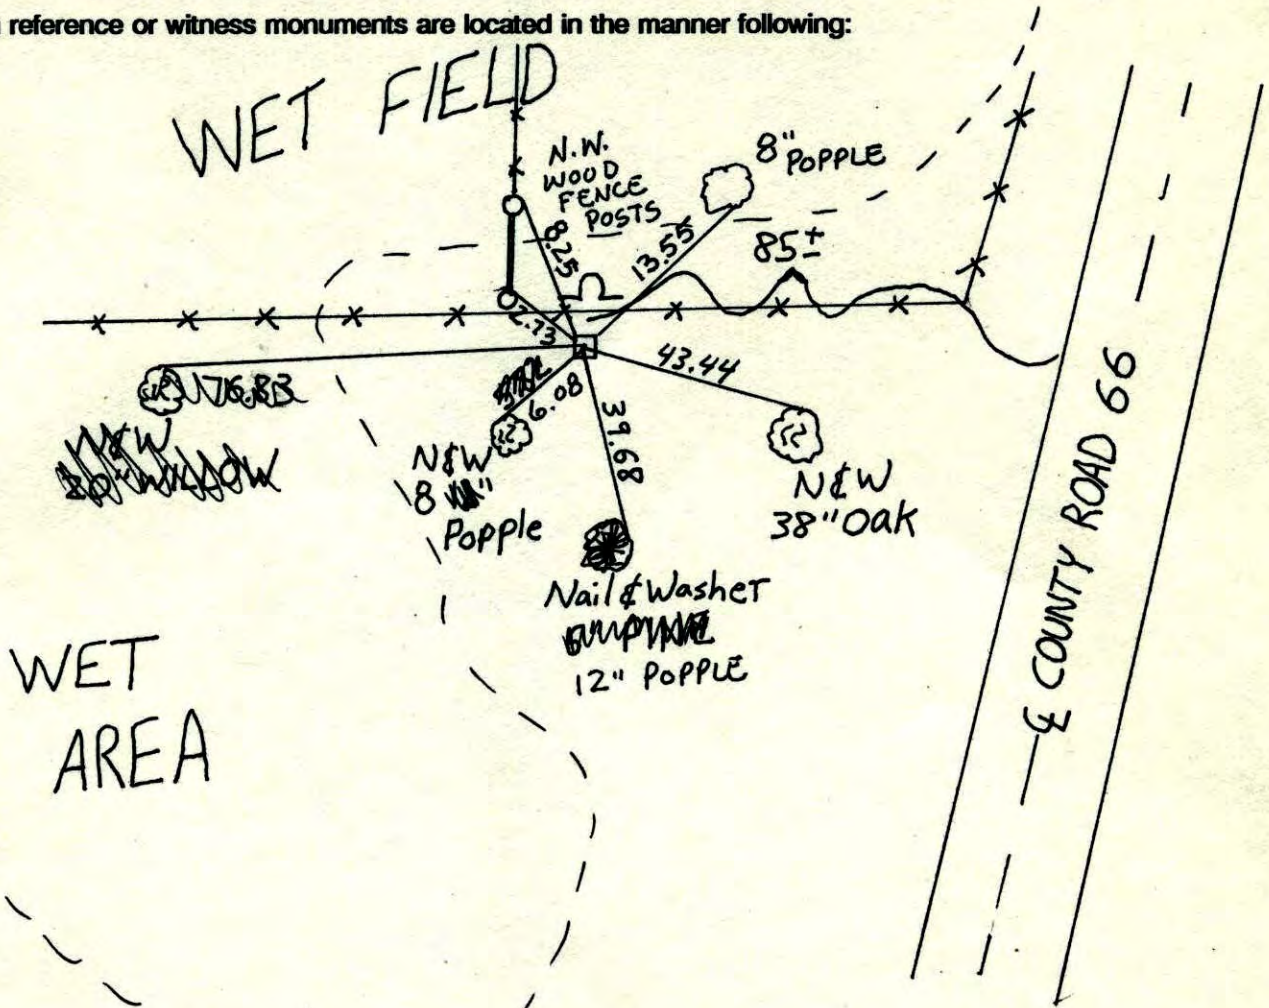 reference or witness monuments are located in the manner following:
WET FIELD
N.W.
WOOD
FENCE
POSTS
8"
POPPLE
8.25
13.55
85±
2.73
43.44
76.83
6.08
39.68
N&W
8"
Popple
N&W
38" Oak
Nail & Washer
12" POPPLE
WET
AREA
℄ COUNTY ROAD 66